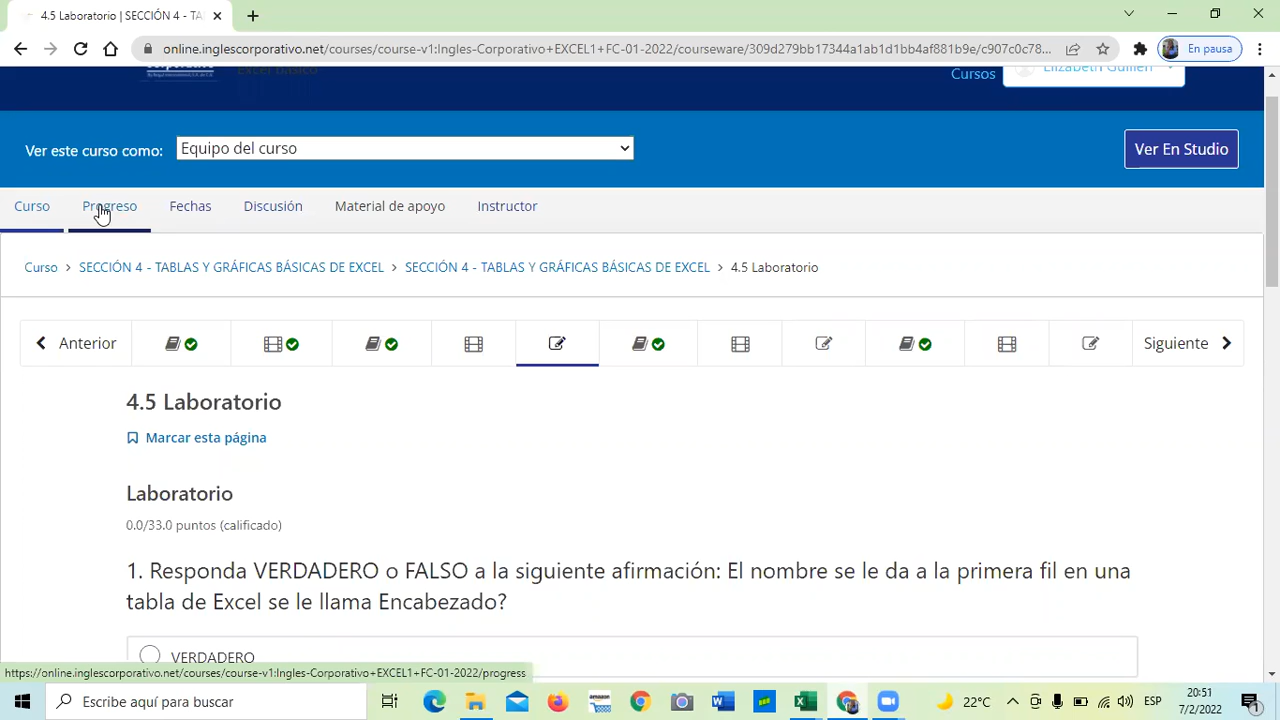 4.5 Laboratorio | SECCIÓN 4 - TA
online.inglescorporativo.net/courses/course-v1:Ingles-Corporativo+EXCEL1+FC-01-2022/courseware/
En pausa
Excel Básico
Cursos
Elizabeth Guillen
Ver este curso como:
Equipo del curso
Ver En Studio
Curso
Progreso
Fechas
Discusión
Material de apoyo
Instructor
Curso > SECCIÓN 4 - TABLAS Y GRÁFICAS BÁSICAS DE EXCEL > SECCIÓN 4 - TABLAS Y GRÁFICAS BÁSICAS DE EXCEL > 4.5 Laboratorio
Anterior
Siguiente
4.5 Laboratorio
Marcar esta página
Laboratorio
0.0/33.0 puntos (calificado)
1. Responda VERDADERO o FALSO a la siguiente afirmación: El nombre se le da a la primera fil en una
tabla de Excel se le llama Encabezado?
VERDADERO
https://online.inglescorporativo.net/courses/course-v1:Ingles-Corporativo+EXCEL1+FC-01-2022/progress
Escribe aquí para buscar
22°C
ESP
20:51
7/2/2022